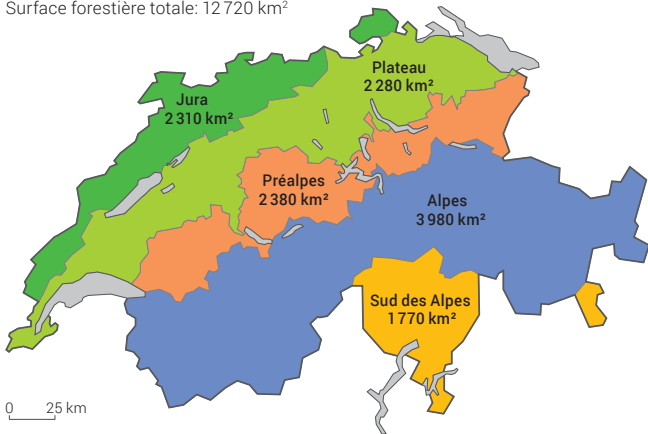 Surface forestière totale: 12 720 km²
Plateau
2 280 km²
Jura
2 310 km²
Préalpes
2 380 km²
Alpes
3 980 km²
Sud des Alpes
1 770 km²
0 25 km